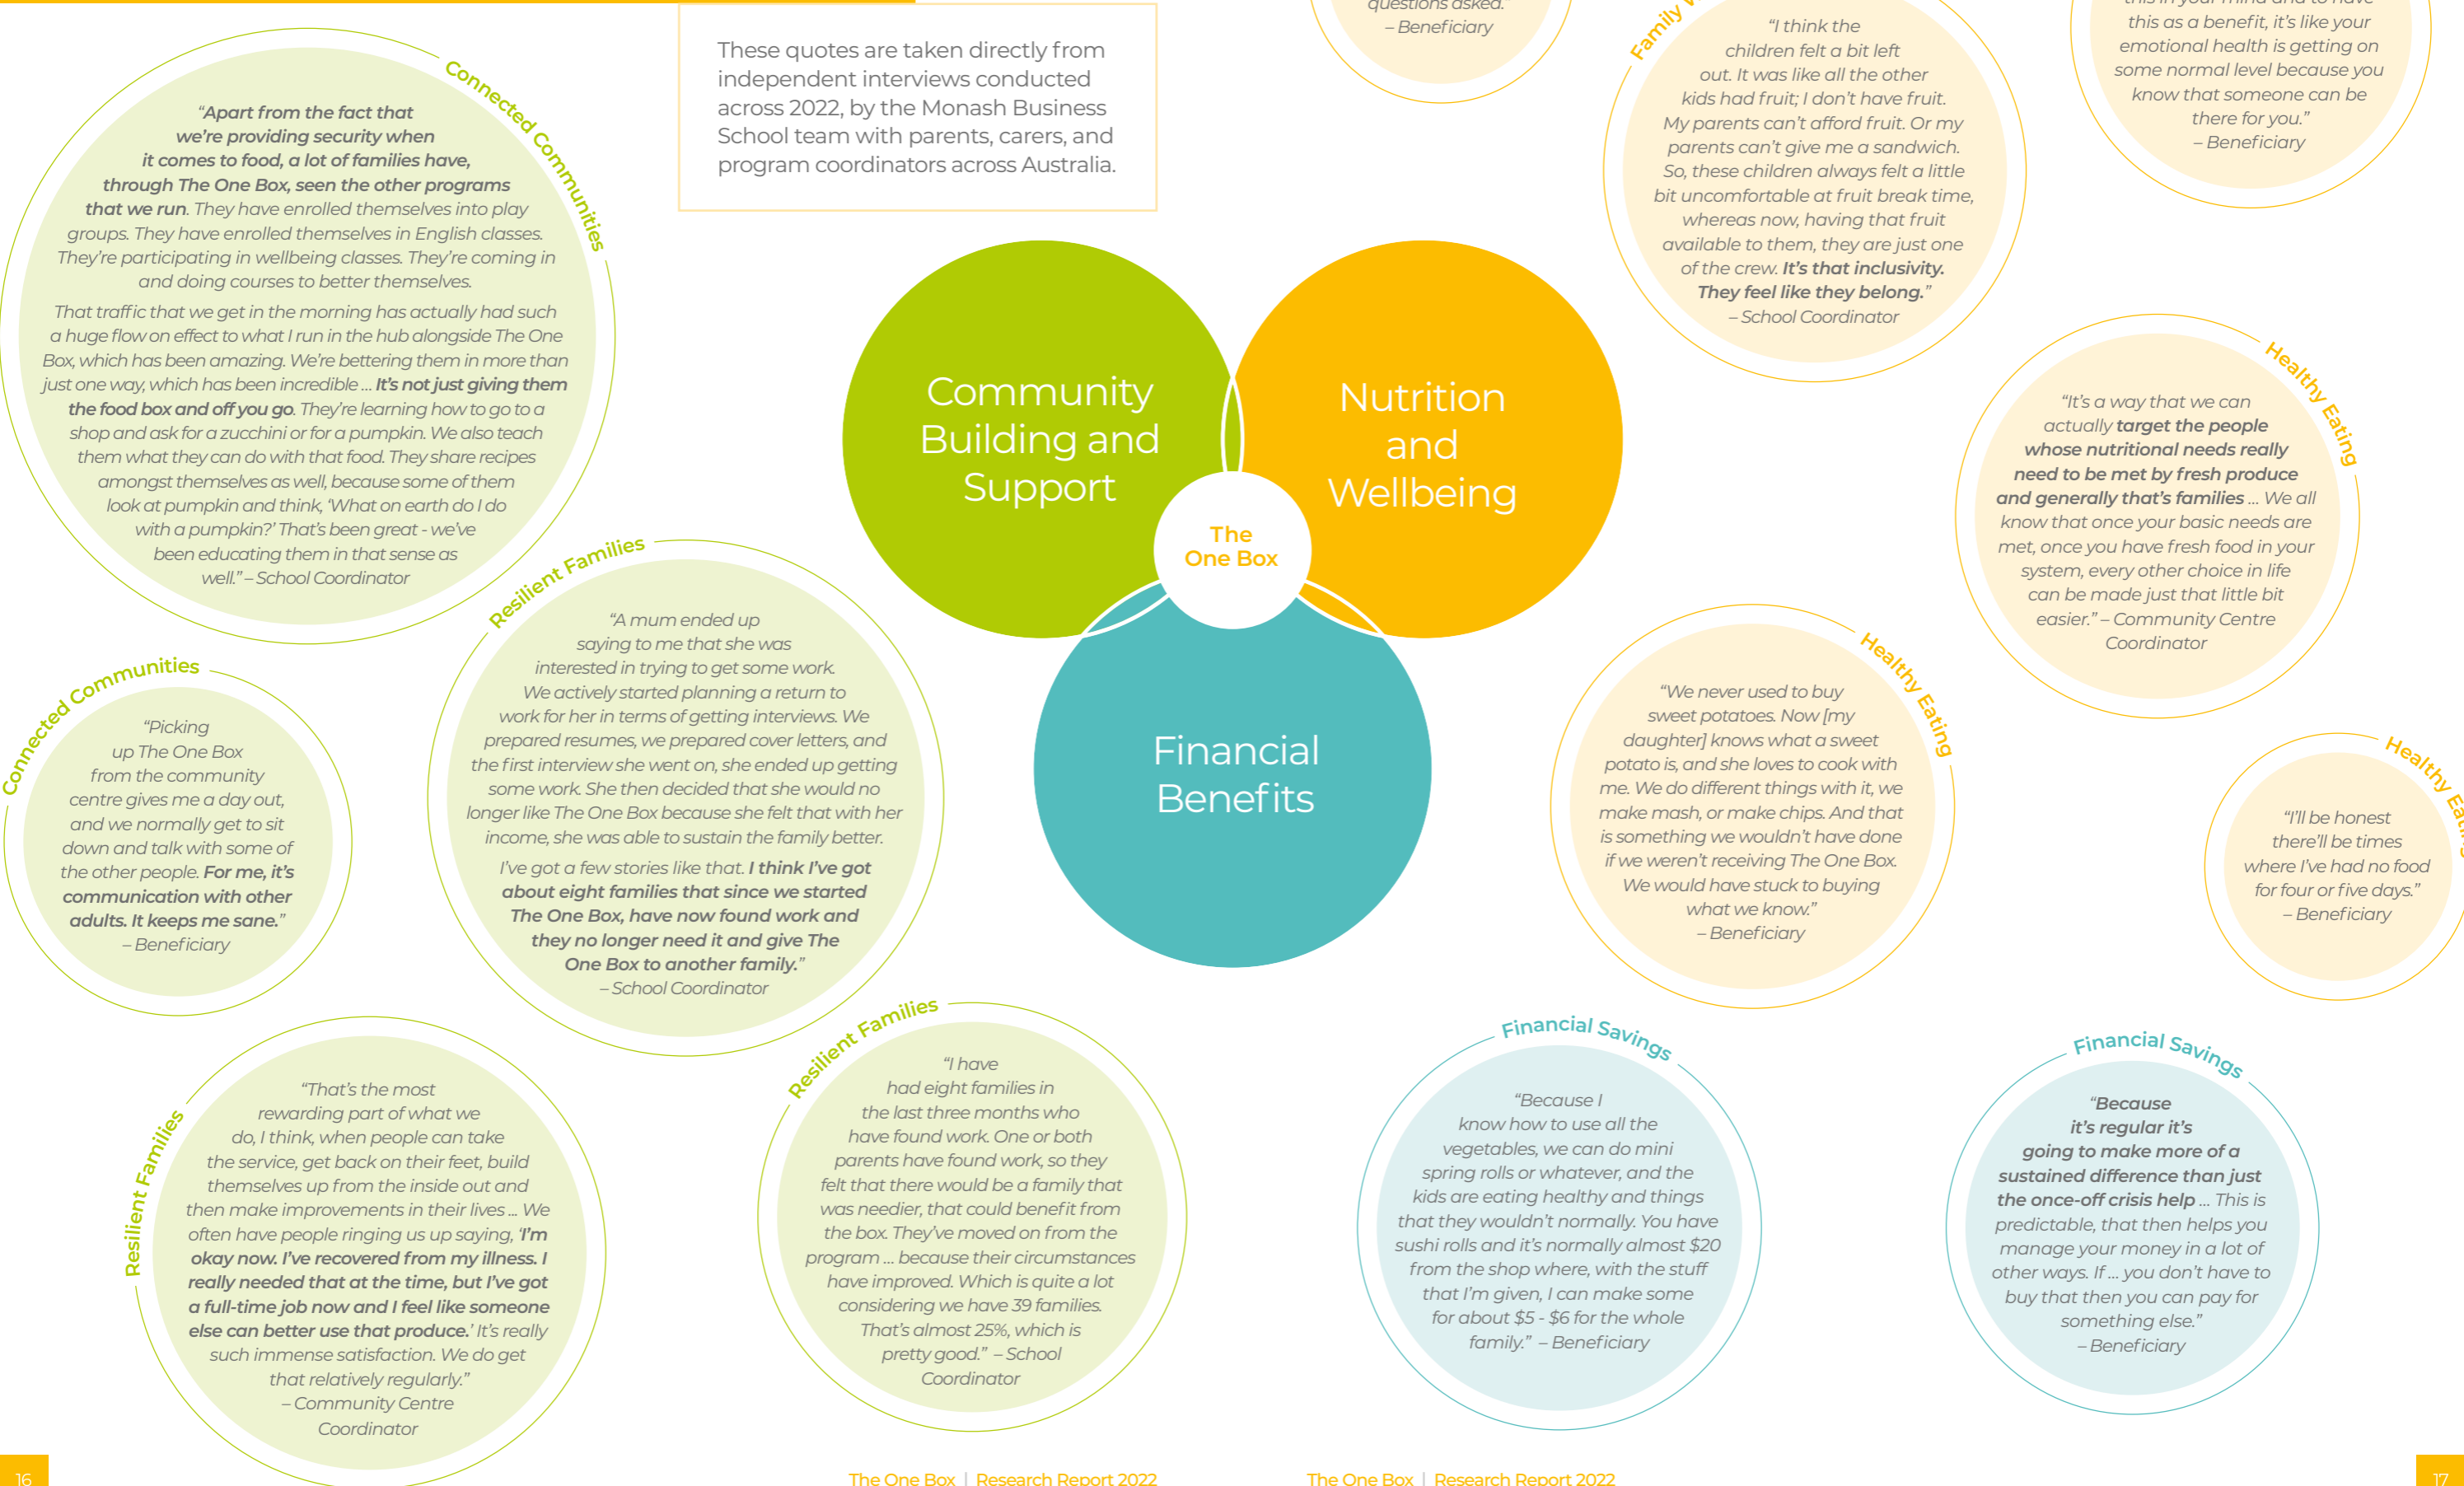 These quotes are taken directly from
independent interviews conducted
across 2022, by the Monash Business
School team with parents, carers, and
program coordinators across Australia.
Connected Communities
“Apart from the fact that
we’re providing security when
it comes to food, a lot of families have,
through The One Box, seen the other programs
that we run. They have enrolled themselves into play
groups. They have enrolled themselves in English classes.
They’re participating in wellbeing classes. They’re coming in
and doing courses to better themselves.
That traffic that we get in the morning has actually had such
a huge flow on effect to what I run in the hub alongside The One
Box, which has been amazing. We’re bettering them in more than
just one way, which has been incredible ... It’s not just giving them
the food box and off you go. They’re learning how to go to a
shop and ask for a zucchini or for a pumpkin. We also teach
them what they can do with that food. They share recipes
amongst themselves as well, because some of them
look at pumpkin and think, ‘What on earth do I do
with a pumpkin?’ That’s been great - we’ve
been educating them in that sense as
well.” – School Coordinator
Connected Communities
“Picking
up The One Box
from the community
centre gives me a day out,
and we normally get to sit
down and talk with some of
the other people. For me, it’s
communication with other
adults. It keeps me sane.”
– Beneficiary
Resilient Families
“A mum ended up
saying to me that she was
interested in trying to get some work.
We actively started planning a return to
work for her in terms of getting interviews. We
prepared resumes, we prepared cover letters, and
the first interview she went on, she ended up getting
some work. She then decided that she would no
longer like The One Box because she felt that with her
income, she was able to sustain the family better.
I’ve got a few stories like that. I think I’ve got
about eight families that since we started
The One Box, have now found work and
they no longer need it and give The
One Box to another family.”
– School Coordinator
Resilient Families
“That’s the most
rewarding part of what we
do, I think, when people can take
the service, get back on their feet, build
themselves up from the inside out and
then make improvements in their lives ... We
often have people ringing us up saying, ‘I’m
okay now. I’ve recovered from my illness. I
really needed that at the time, but I’ve got
a full-time job now and I feel like someone
else can better use that produce.’ It’s really
such immense satisfaction. We do get
that relatively regularly.”
– Community Centre
Coordinator
Resilient Families
“I have
had eight families in
the last three months who
have found work. One or both
parents have found work, so they
felt that there would be a family that
was needier, that could benefit from
the box. They’ve moved on from the
program ... because their circumstances
have improved. Which is quite a lot
considering we have 39 families.
That’s almost 25%, which is
pretty good.” – School
Coordinator
Community
Building and
Support
Nutrition
and
Wellbeing
The
One Box
Financial
Benefits
questions asked.”
– Beneficiary
Family
“I think the
children felt a bit left
out. It was like all the other
kids had fruit; I don’t have fruit.
My parents can’t afford fruit. Or my
parents can’t give me a sandwich.
So, these children always felt a little
bit uncomfortable at fruit break time,
whereas now, having that fruit
available to them, they are just one
of the crew. It’s that inclusivity.
They feel like they belong.”
– School Coordinator
this in your mind and to have
this as a benefit, it’s like your
emotional health is getting on
some normal level because you
know that someone can be
there for you.”
– Beneficiary
Healthy Eating
“It’s a way that we can
actually target the people
whose nutritional needs really
need to be met by fresh produce
and generally that’s families ... We all
know that once your basic needs are
met, once you have fresh food in your
system, every other choice in life
can be made just that little bit
easier.” – Community Centre
Coordinator
Healthy Eating
“We never used to buy
sweet potatoes. Now [my
daughter] knows what a sweet
potato is, and she loves to cook with
me. We do different things with it, we
make mash, or make chips. And that
is something we wouldn’t have done
if we weren’t receiving The One Box.
We would have stuck to buying
what we know.”
– Beneficiary
Healthy Eating
“I’ll be honest
there’ll be times
where I’ve had no food
for four or five days.”
– Beneficiary
Financial Savings
“Because I
know how to use all the
vegetables, we can do mini
spring rolls or whatever, and the
kids are eating healthy and things
that they wouldn’t normally. You have
sushi rolls and it’s normally almost $20
from the shop where, with the stuff
that I’m given, I can make some
for about $5 - $6 for the whole
family.” – Beneficiary
Financial Savings
“Because
it’s regular it’s
going to make more of a
sustained difference than just
the once-off crisis help ... This is
predictable, that then helps you
manage your money in a lot of
other ways. If ... you don’t have to
buy that then you can pay for
something else.”
– Beneficiary
16
The One Box | Research Report 2022
The One Box | Research Report 2022
17